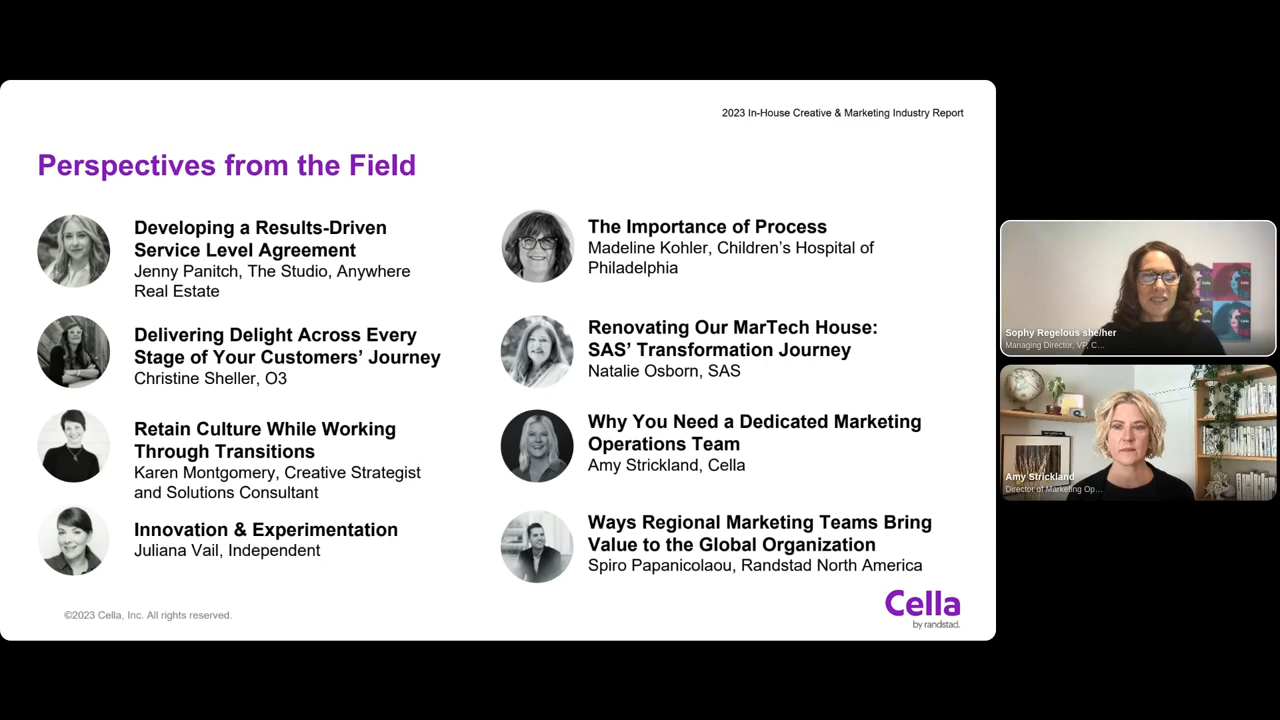 2023 In-House Creative & Marketing Industry Report
Perspectives from the Field
Developing a Results-Driven
Service Level Agreement
Jenny Panitch, The Studio, Anywhere
Real Estate
Delivering Delight Across Every
Stage of Your Customers’ Journey
Christine Sheller, O3
Retain Culture While Working
Through Transitions
Karen Montgomery, Creative Strategist
and Solutions Consultant
Innovation & Experimentation
Juliana Vail, Independent
The Importance of Process
Madeline Kohler, Children’s Hospital of
Philadelphia
Renovating Our MarTech House:
SAS’ Transformation Journey
Natalie Osborn, SAS
Why You Need a Dedicated Marketing
Operations Team
Amy Strickland, Cella
Ways Regional Marketing Teams Bring
Value to the Global Organization
Spiro Papanicolaou, Randstad North America
©2023 Cella, Inc. All rights reserved.
Cella
by randstad.
Sophy Regelous she/her
Managing Director, VP, C...
Amy Strickland
Director of Marketing Op...